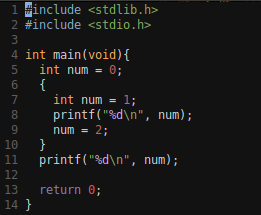 1 #include <stdlib.h>
2 #include <stdio.h>
3
4 int main(void){
5   int num = 0;
6   {
7     int num = 1;
8     printf("%d\n", num);
9     num = 2;
10   }
11   printf("%d\n", num);
12
13   return 0;
14 }